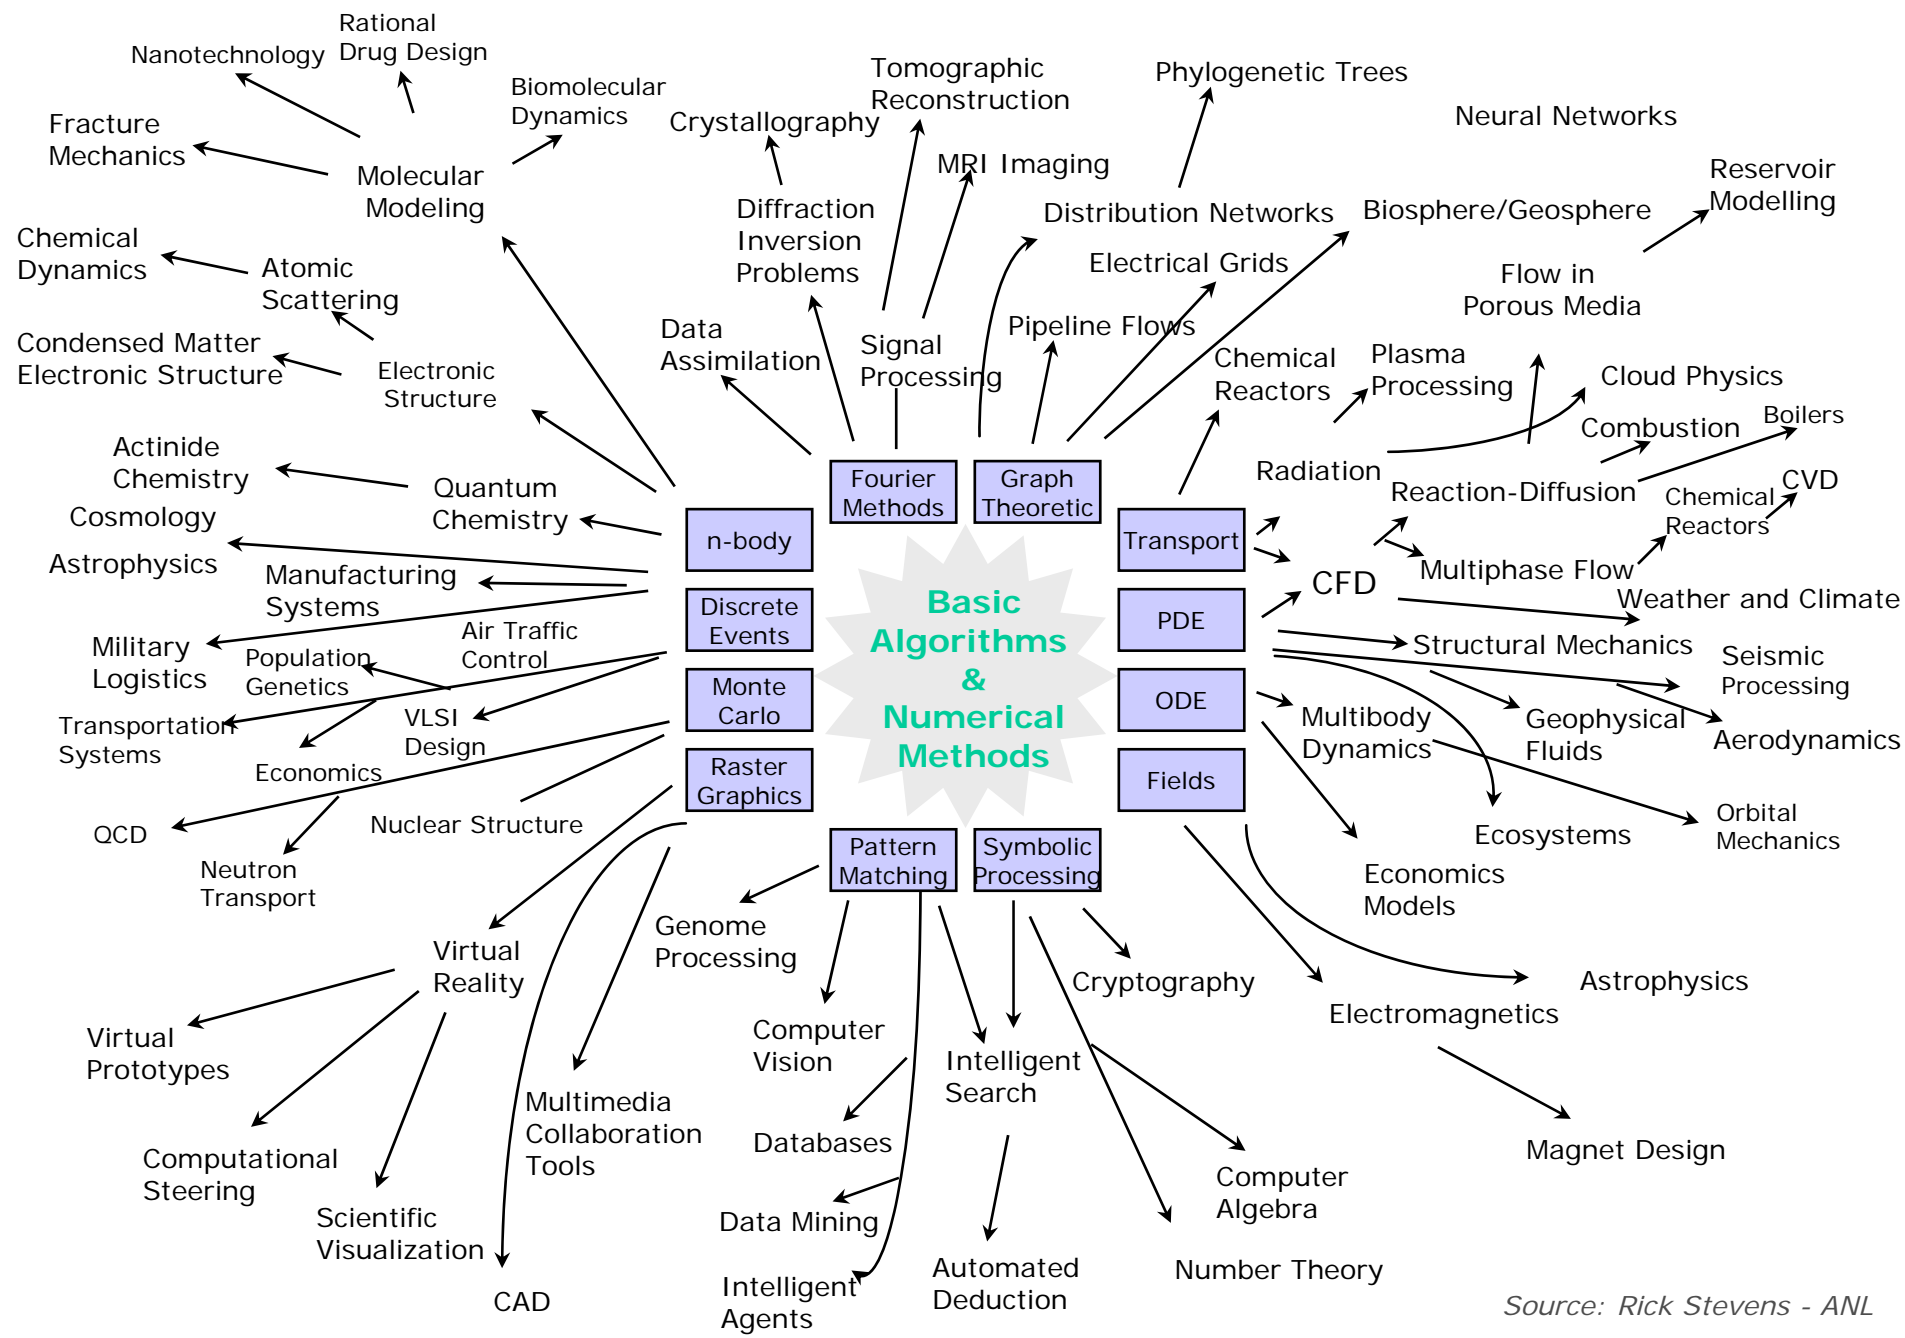 Rational
Drug Design
Nanotechnology
Biomolecular
Dynamics
Fracture
Mechanics
Molecular
Modeling
Chemical
Dynamics
Atomic
Scattering
Condensed Matter
Electronic Structure
Electronic
Structure
Actinide
Chemistry
Quantum
Chemistry
Cosmology
Astrophysics
Crystallography
Tomographic
Reconstruction
MRI Imaging
Diffraction
Inversion
Problems
Data
Assimilation
Signal
Processing
Phylogenetic Trees
Distribution Networks
Electrical Grids
Pipeline Flows
Biosphere/Geosphere
Neural Networks
Reservoir
Modelling
Flow in
Porous Media
Chemical
Reactors
Plasma
Processing
Cloud Physics
Combustion
Boilers
Radiation
Reaction-Diffusion
Chemical
Reactors
CVD
CFD
Multiphase Flow
Weather and Climate
Structural Mechanics
Seismic
Processing
Geophysical
Fluids
Aerodynamics
Multibody
Dynamics
Ecosystems
Orbital
Mechanics
Economics
Models
Fourier
Methods
Graph
Theoretic
n-body
Transport
Discrete
Events
PDE
Monte
Carlo
ODE
Raster
Graphics
Fields
Pattern
Matching
Symbolic
Processing
Basic
Algorithms
&
Numerical
Methods
Manufacturing
Systems
Military
Logistics
Air Traffic
Control
Population
Genetics
Transportation
Systems
VLSI
Design
Economics
QCD
Nuclear Structure
Neutron
Transport
Virtual
Reality
Virtual
Prototypes
Computational
Steering
Scientific
Visualization
CAD
Multimedia
Collaboration
Tools
Genome
Processing
Computer
Vision
Databases
Data Mining
Intelligent
Agents
Intelligent
Search
Automated
Deduction
Cryptography
Computer
Algebra
Number Theory
Electromagnetics
Astrophysics
Magnet Design
Source: Rick Stevens - ANL